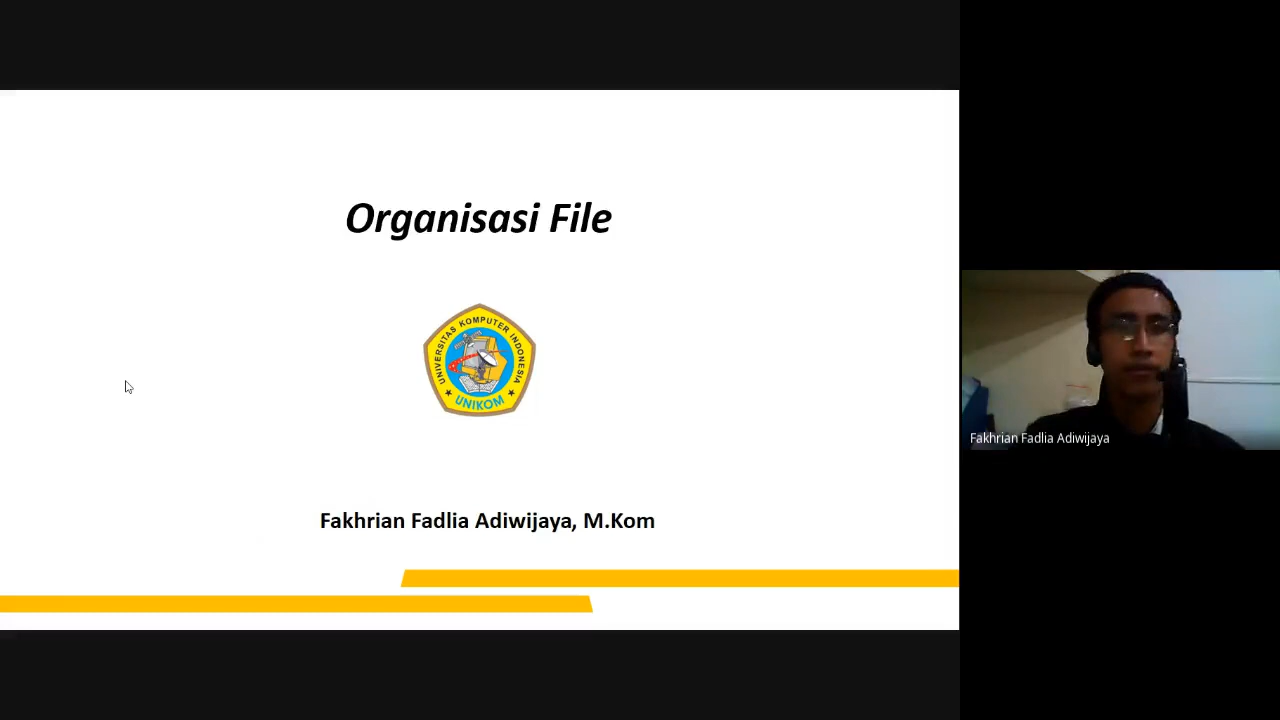 Organisasi File
UNIVERSITAS KOMPUTER INDONESIA
UNIKOM
Fakhrian Fadlia Adiwijaya, M.Kom
Fakhrian Fadlia Adiwijaya